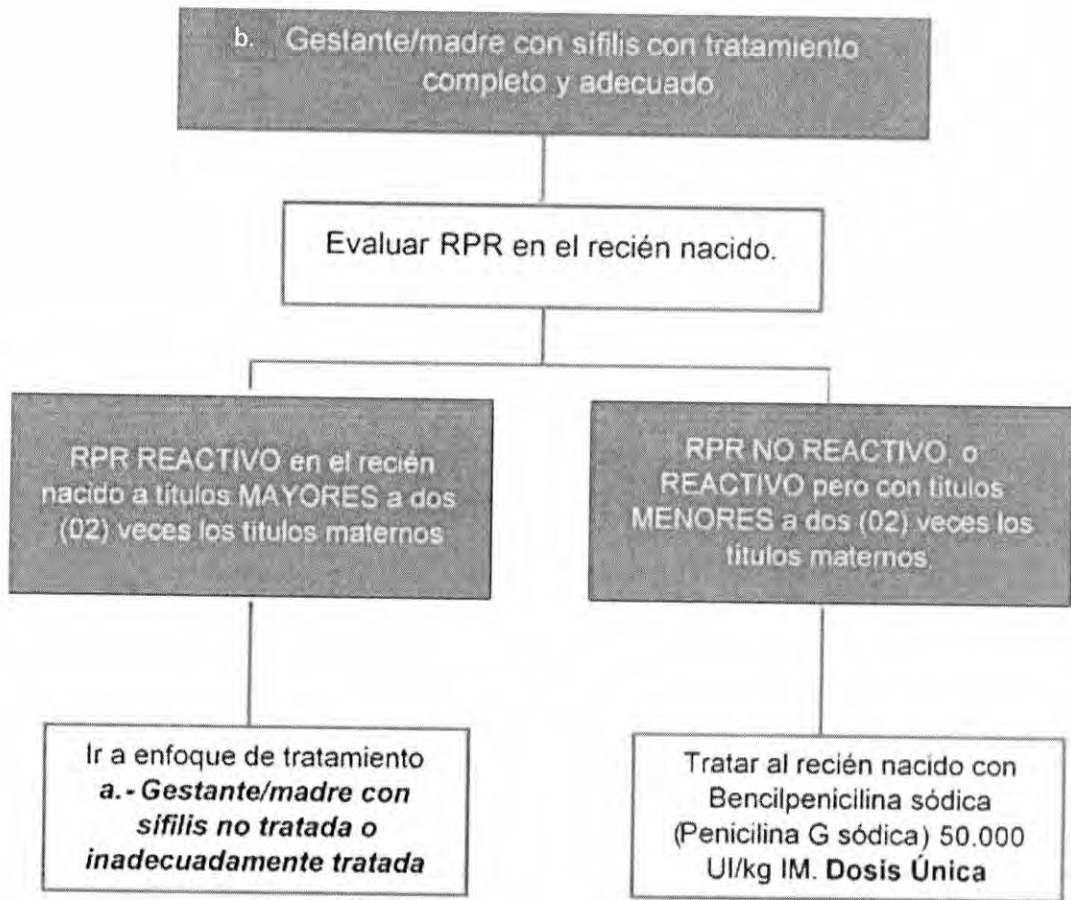 b. Gestante/madre con sífilis con tratamiento
completo y adecuado.
Evaluar RPR en el recién nacido.
RPR REACTIVO en el recién
nacido a títulos MAYORES a dos
(02) veces los títulos maternos
RPR NO REACTIVO, o
REACTIVO pero con títulos
MENORES a dos (02) veces los
títulos maternos.
Ir a enfoque de tratamiento
a.- Gestante/madre con
sífilis no tratada o
inadecuadamente tratada
Tratar al recién nacido con
Bencilpenicilina sódica
(Penicilina G sódica) 50.000
UI/kg IM. Dosis Única